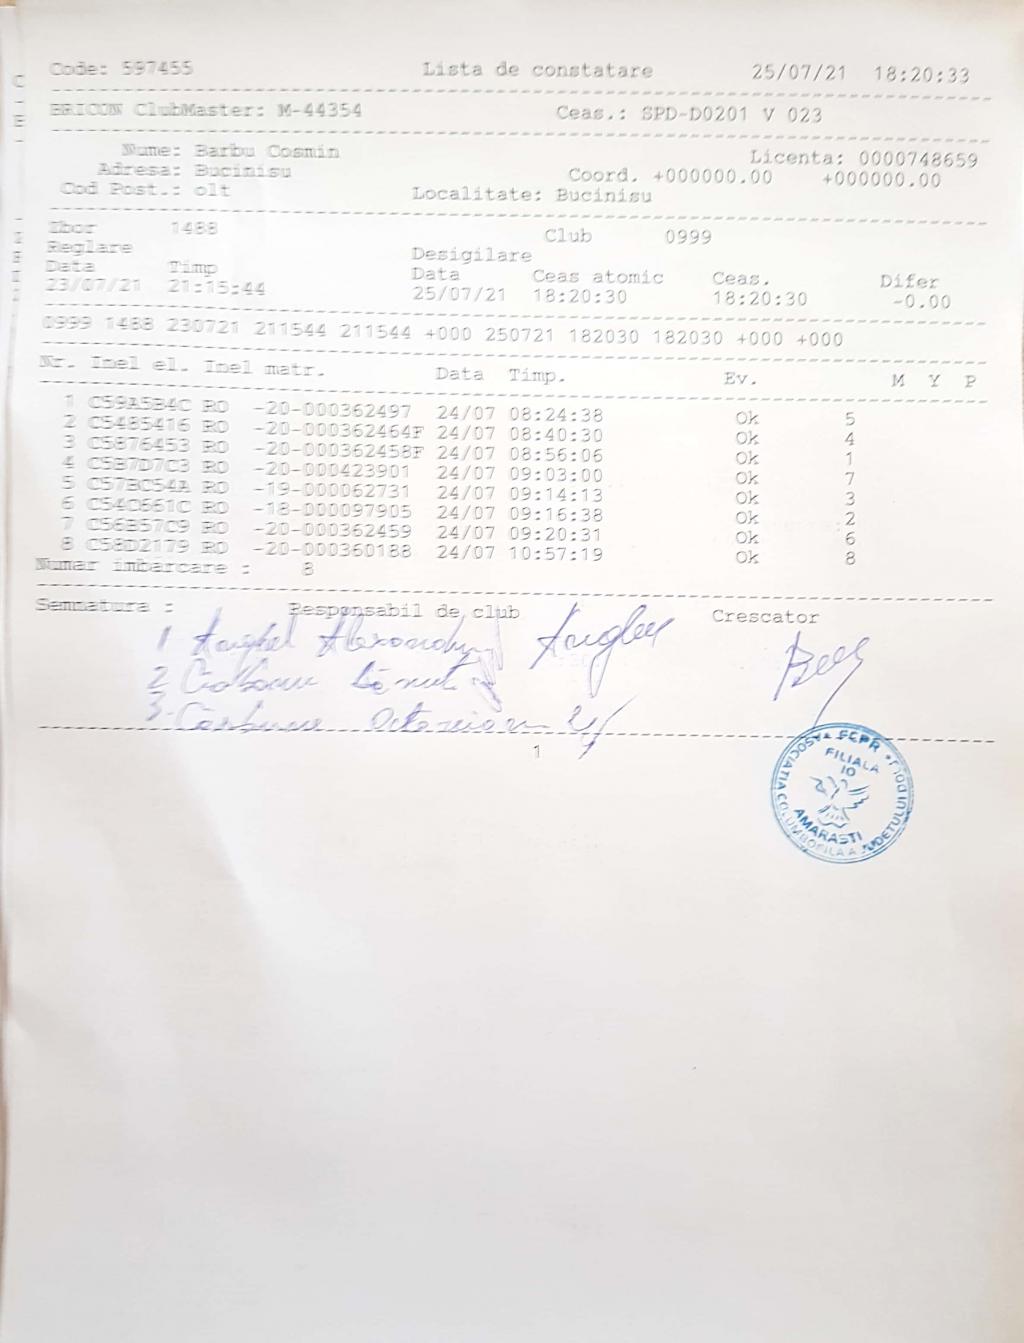 Code: 597455 Lista de constatare 25/07/21 18:20:33
BRICON ClubMaster: M-44354 Ceas.: SPD-D0201 V 023
Nume: Barbu Cosmin Licenta: 0000748659
Adresa: Bucinisu Coord. +000000.00 +000000.00
Cod Post.: olt Localitate: Bucinisu
Zbor 1488 Club 0999
Reglare Desigilare
Data Timp Data Ceas atomic Ceas. Difer
23/07/21 21:15:44 25/07/21 18:20:30 18:20:30 -0.00
0999 1488 230721 211544 211544 +000 250721 182030 182030 +000 +000
Nr. Inel el. Inel matr. Data Timp. Ev. M Y P
1 C59A5B4C RO -20-000362497 24/07 08:24:38 Ok 5
2 C5485416 RO -20-000362464F 24/07 08:40:30 Ok 4
3 C5876453 RO -20-000362458F 24/07 08:56:06 Ok 1
4 C5B7D7C3 RO -20-000423901 24/07 09:03:00 Ok 7
5 C57BC54A RO -19-000062731 24/07 09:14:13 Ok 3
6 C54C661C RO -18-000097905 24/07 09:16:38 Ok 2
7 C56B57C9 RO -20-000362459 24/07 09:20:31 Ok 6
8 C58D2179 RO -20-000360188 24/07 10:57:19 Ok 8
Numar imbarcare : 8
Semnatura : Responsabil de club Crescator
1 Anghel Alexandru Anghel
2 Ionut
3. Octavian
1
ASOCIATIA COLUMBOFILA A JUDETULUI DOLJ
FCPR
FILIALA
10
AMARASTI